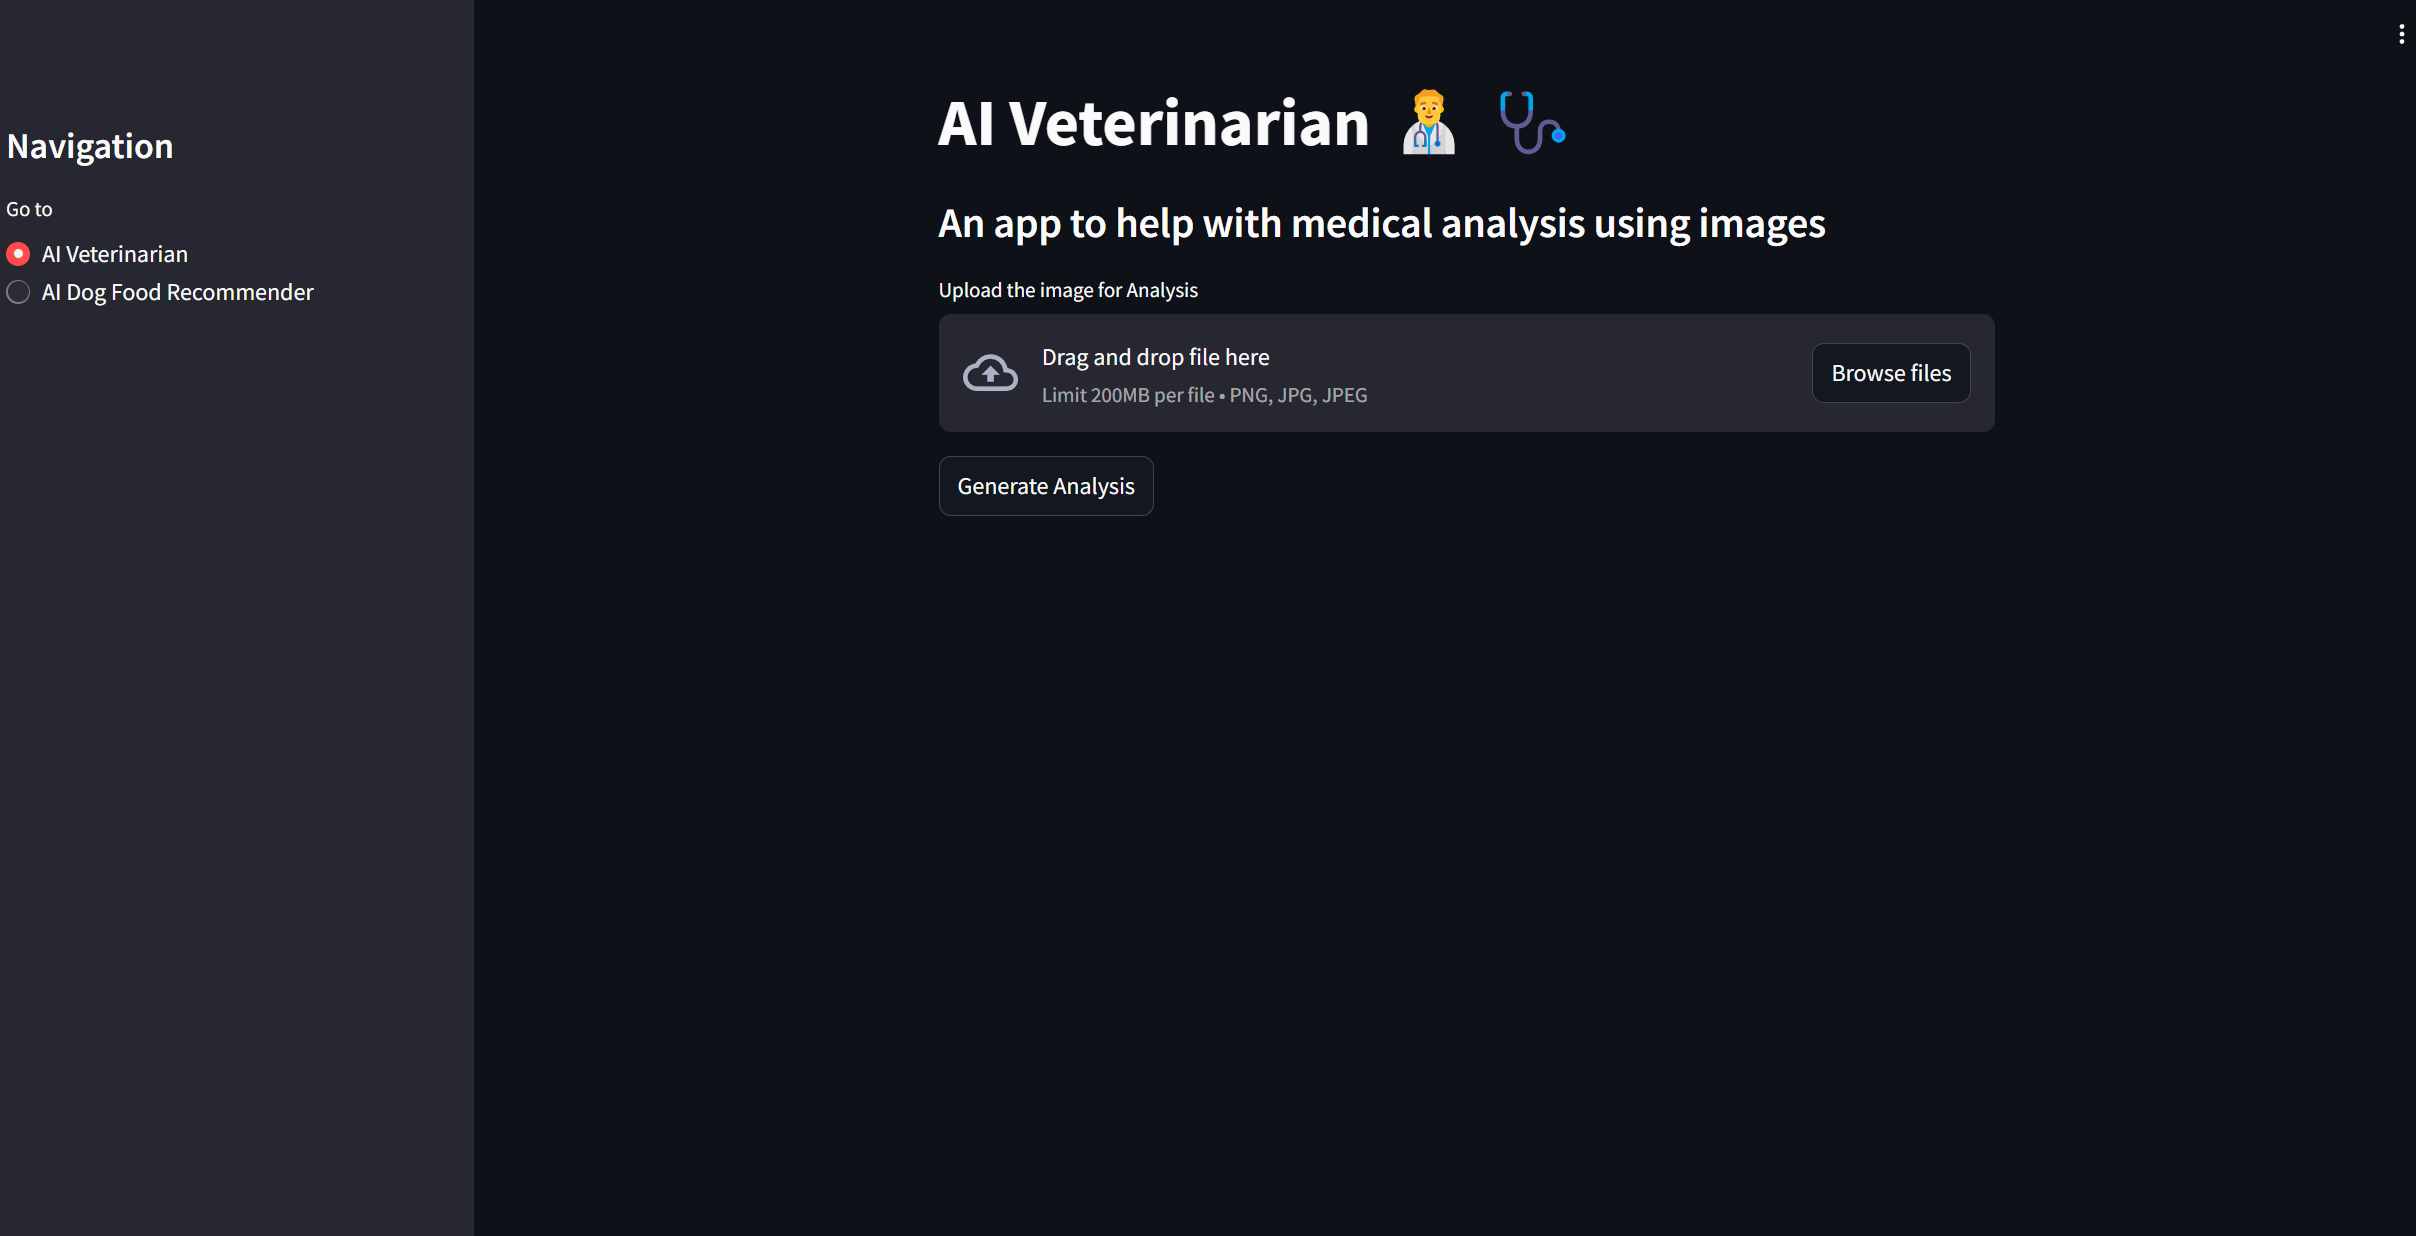 Navigation
Go to
AI Veterinarian
AI Dog Food Recommender
AI Veterinarian 👨‍⚕️ 🩺
An app to help with medical analysis using images
Upload the image for Analysis
Drag and drop file here
Limit 200MB per file • PNG, JPG, JPEG
Browse files
Generate Analysis